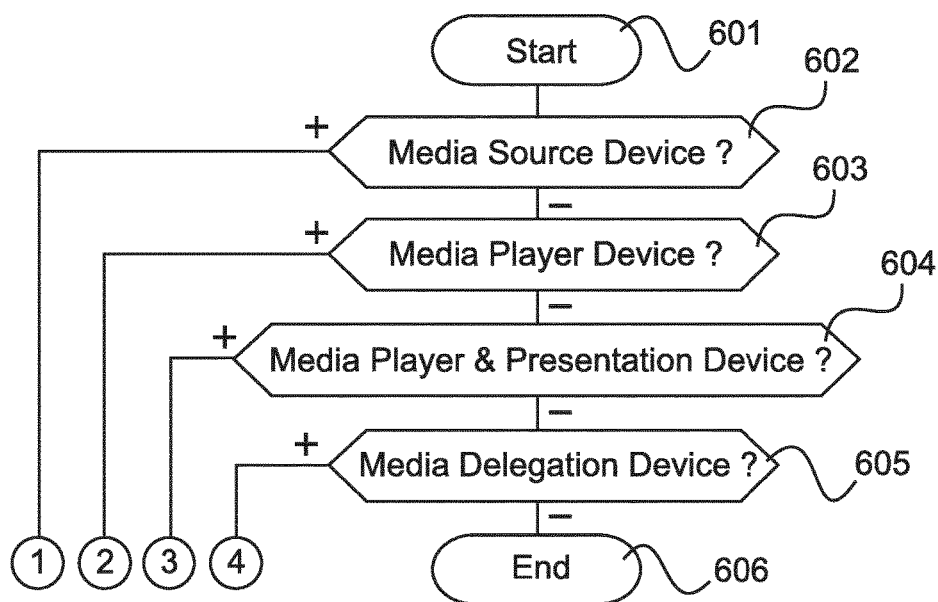 Start
601
602
+
Media Source Device ?
−
603
+
Media Player Device ?
−
604
+
Media Player & Presentation Device ?
−
+
Media Delegation Device ?
605
−
1 2 3 4
End
606